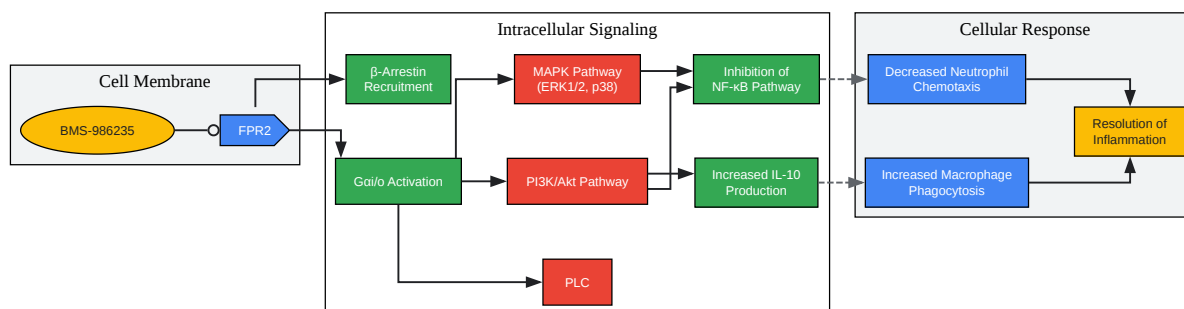 Intracellular Signaling
Cellular Response
Cell Membrane
β-Arrestin
Recruitment
MAPK Pathway
(ERK1/2, p38)
Inhibition of
NF-κB Pathway
Decreased Neutrophil
Chemotaxis
BMS-986235
FPR2
Resolution of
Inflammation
Gαi/o Activation
PI3K/Akt Pathway
Increased IL-10
Production
Increased Macrophage
Phagocytosis
PLC